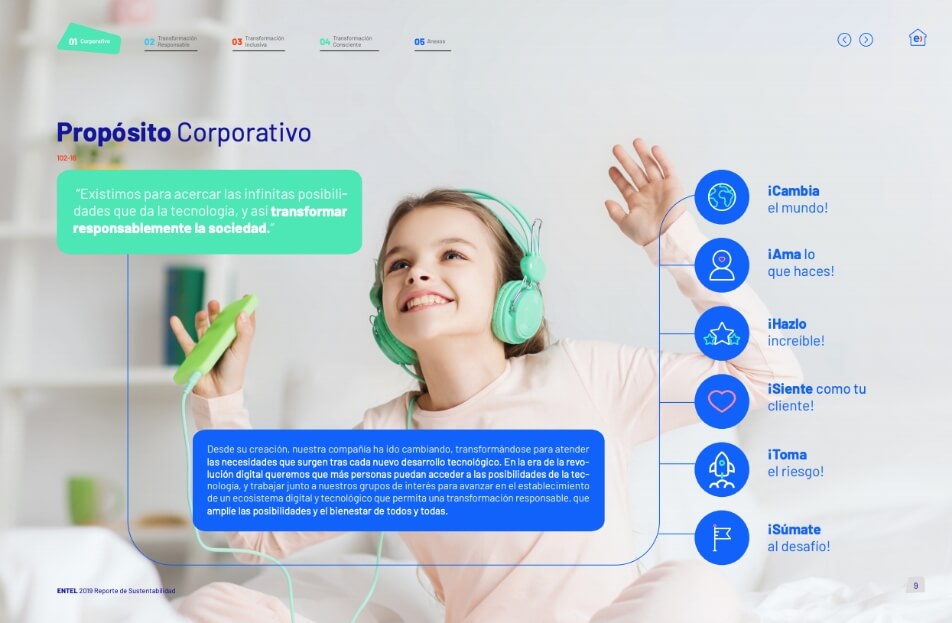 01 Corporativo
02 Transformación
Responsable
03 Transformación
Inclusiva
04 Transformación
Consciente
05 Anexos
e)
Propósito Corporativo
102-16
“Existimos para acercar las infinitas posibili-
dades que da la tecnología, y así transformar
responsablemente la sociedad.”
¡Cambia
el mundo!
¡Ama lo
que haces!
¡Hazlo
increíble!
¡Siente como tu
cliente!
¡Toma
el riesgo!
¡Súmate
al desafío!
Desde su creación, nuestra compañía ha ido cambiando, transformándose para atender
las necesidades que surgen tras cada nuevo desarrollo tecnológico. En la era de la revo-
lución digital queremos que más personas puedan acceder a las posibilidades de la tec-
nología, y trabajar junto a nuestros grupos de interés para avanzar en el establecimiento
de un ecosistema digital y tecnológico que permita una transformación responsable, que
amplíe las posibilidades y el bienestar de todos y todas.
ENTEL 2019 Reporte de Sustentabilidad
9